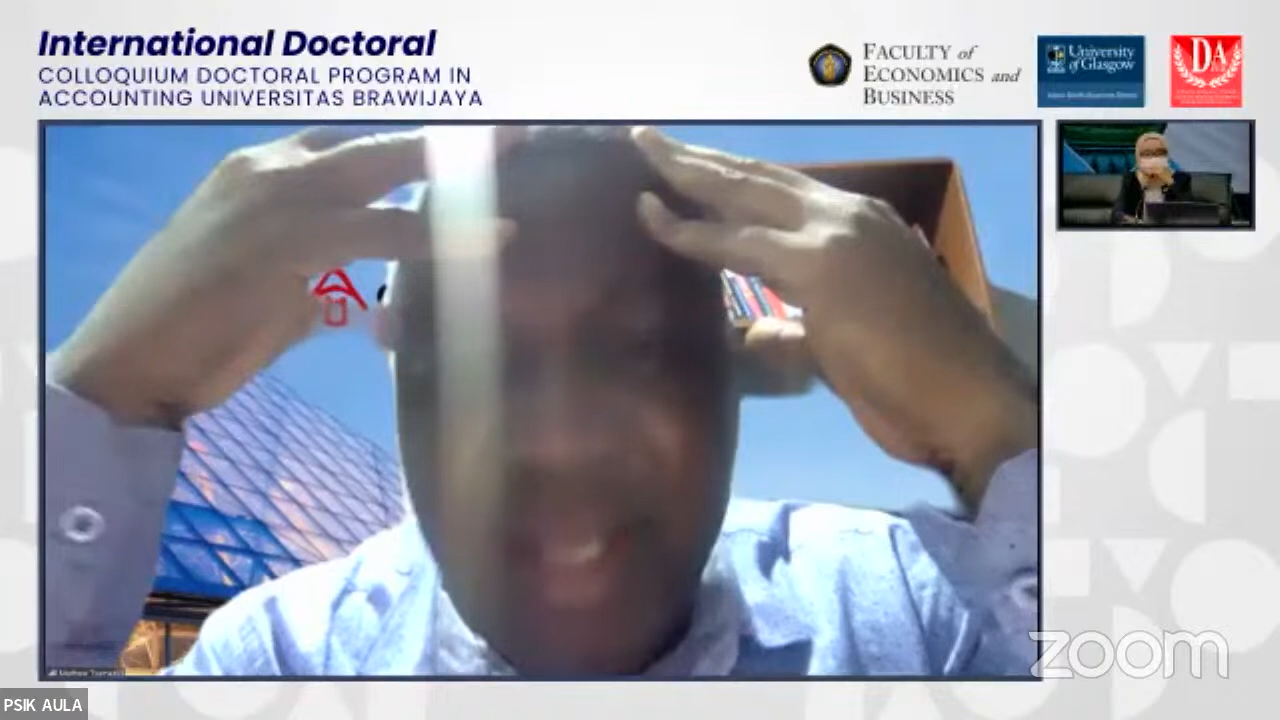 International Doctoral
COLLOQUIUM DOCTORAL PROGRAM IN
ACCOUNTING UNIVERSITAS BRAWIJAYA
FACULTY of
ECONOMICS and
BUSINESS
University
of Glasgow
DA
zoom
PSIK AULA